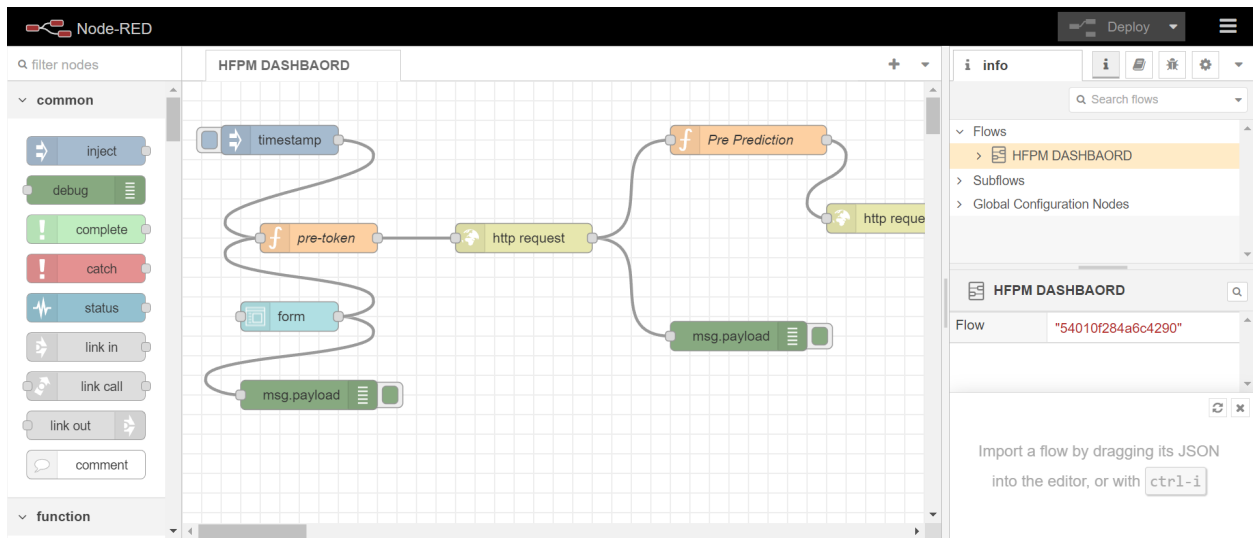 Node-RED
Deploy
filter nodes
common
inject
debug
complete
catch
status
link in
link call
link out
comment
function
HFPM DASHBAORD
timestamp
pre-token
form
msg.payload
http request
Pre Prediction
http reque
msg.payload
info
Search flows
Flows
HFPM DASHBAORD
Subflows
Global Configuration Nodes
HFPM DASHBAORD
Flow "54010f284a6c4290"
Import a flow by dragging its JSON
into the editor, or with ctrl-i